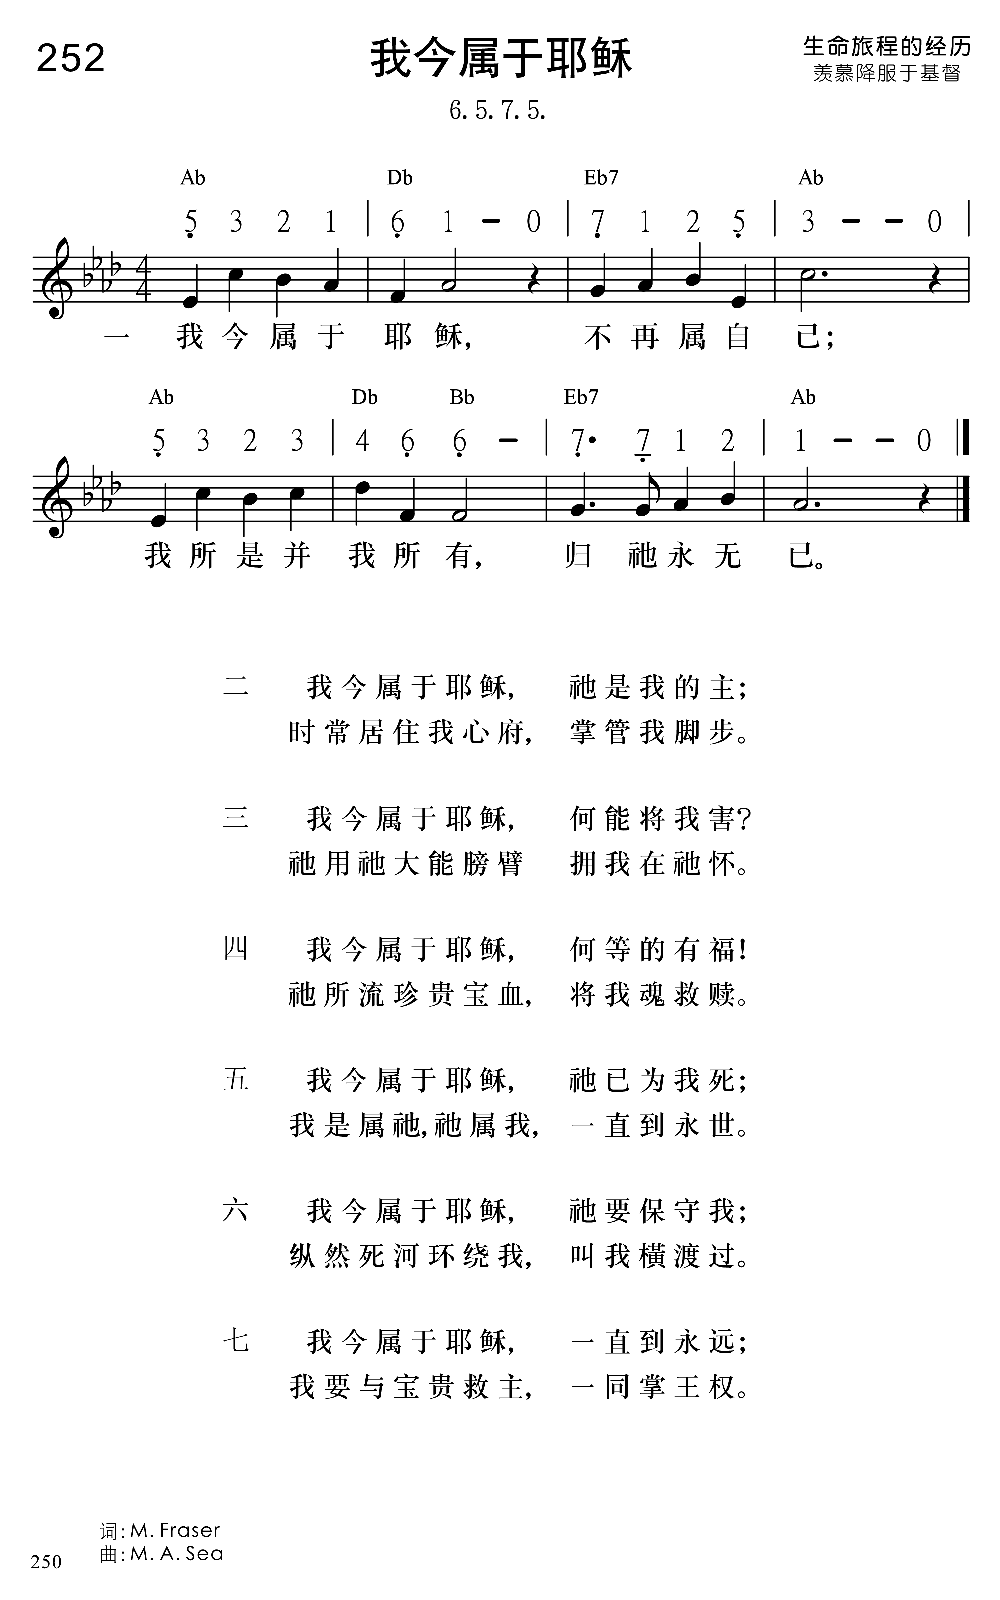 252
我今属于耶稣
生命旅程的经历
羡慕降服于基督
6. 5. 7. 5.
Ab Db Eb7 Ab
5 3 2 1 | 6 1 - 0 | 7 1 2 5 | 3 - - 0 |
一 我今属于 耶稣, 不再属自己;
Ab Db Bb Eb7 Ab
5 3 2 3 | 4 6 6 - | 7· 7 1 2 | 1 - - 0
我所是并我所有, 归祂永无已。
二 我今属于耶稣, 祂是我的主;
时常居住我心府, 掌管我脚步。
三 我今属于耶稣, 何能将我害?
祂用祂大能膀臂 拥我在祂怀。
四 我今属于耶稣, 何等的有福!
祂所流珍贵宝血, 将我魂救赎。
五 我今属于耶稣, 祂已为我死;
我是属祂,祂属我, 一直到永世。
六 我今属于耶稣, 祂要保守我;
纵然死河环绕我, 叫我横渡过。
七 我今属于耶稣, 一直到永远;
我要与宝贵救主, 一同掌王权。
词: M. Fraser
曲: M. A. Sea
250